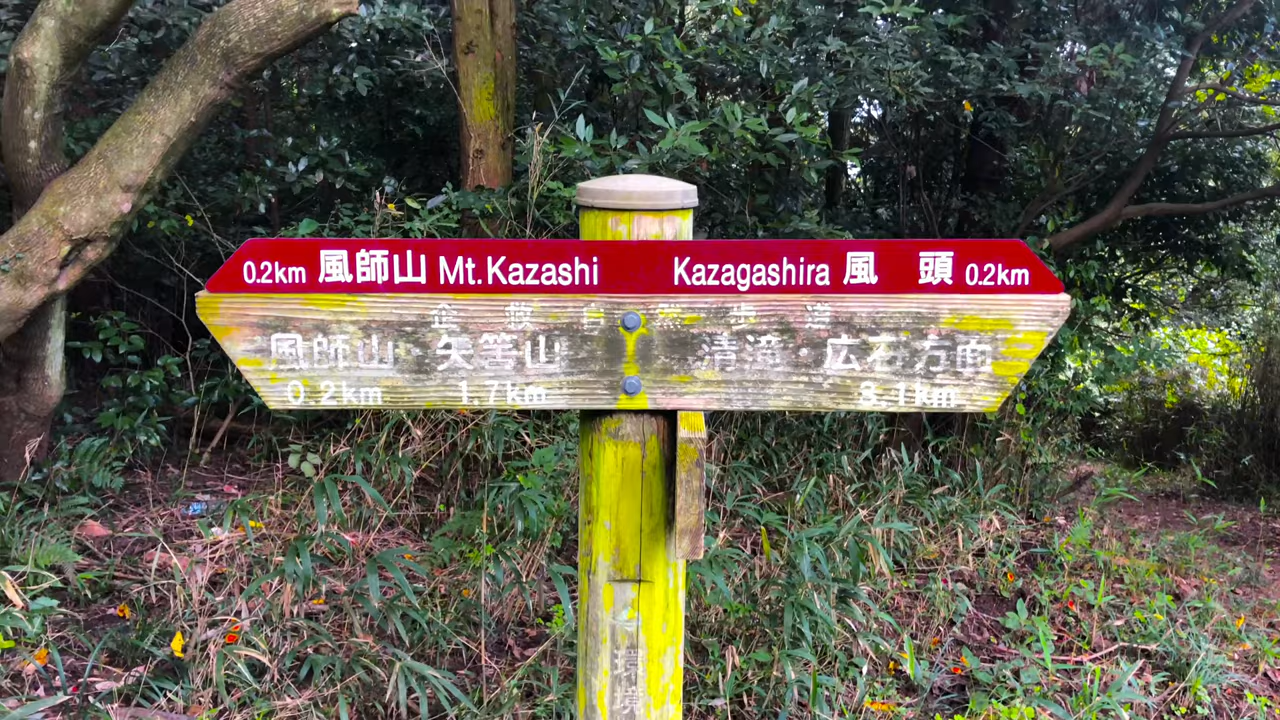 0.2km 風師山 Mt.Kazashi Kazagashira 風 頭 0.2km
企 救 自 然 歩 道
風師山・矢筈山 清滝・広石方面
0.2km 1.7km 3.1km
環境